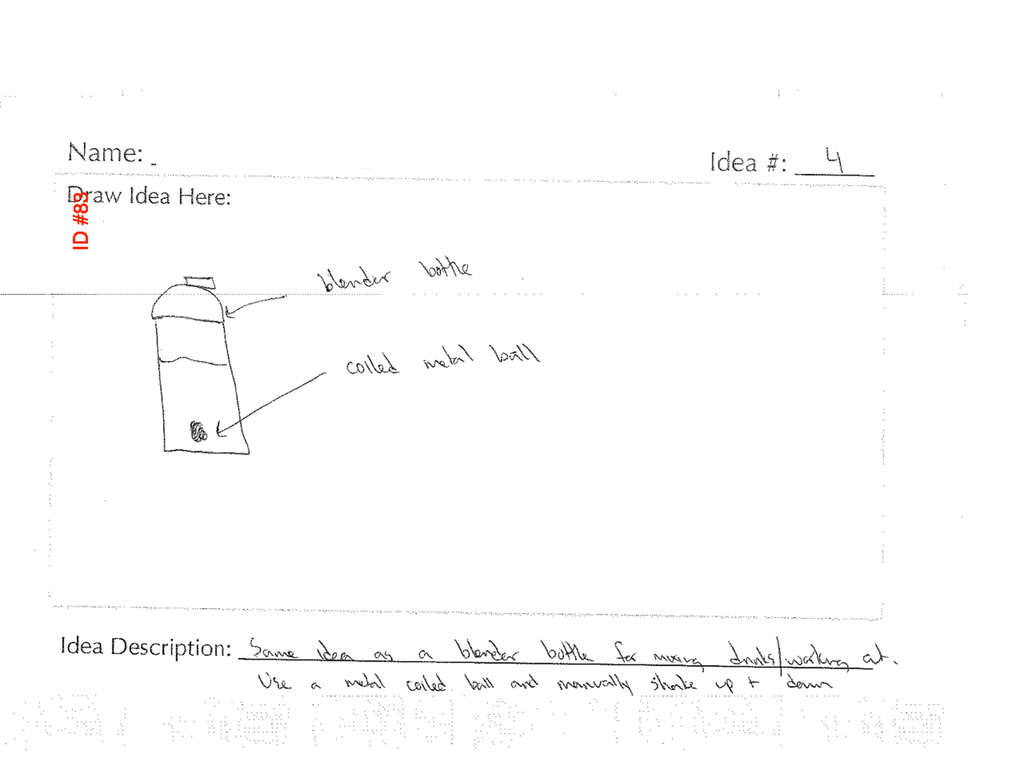 Name:
Idea #: 4
Draw Idea Here:
ID #83
blender bottle
coiled metal ball
Idea Description: Same idea as a blender bottle for mixing drinks/working out.
Use a metal coiled ball and manually shake up + down